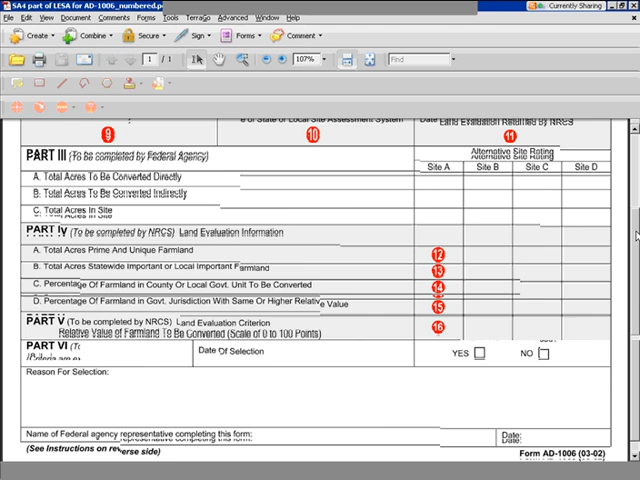 SA4 part of LESA for AD-1006_numbered.p
Currently Sharing
File Edit View Document Comments Forms Tools TerraGo Advanced Window Help
Create Combine Secure Sign Forms Comment
1 / 1 107% Find
e of State or Local Site Assessment System
Land Evaluation Returned By NRCS
9 10 11
PART III (To be completed by Federal Agency)
Alternative Site Rating
Site A Site B Site C Site D
A. Total Acres To Be Converted Directly
B. Total Acres To Be Converted Indirectly
C. Total Acres In Site
PART IV (To be completed by NRCS) Land Evaluation Information
A. Total Acres Prime And Unique Farmland 12
B. Total Acres Statewide Important or Local Important Farmland 13
C. Percentage Of Farmland in County Or Local Govt. Unit To Be Converted 14
D. Percentage Of Farmland in Govt. Jurisdiction With Same Or Higher Relative Value 15
PART V (To be completed by NRCS) Land Evaluation Criterion
Relative Value of Farmland To Be Converted (Scale of 0 to 100 Points) 16
PART VI (To
(Criteria are ex
Date Of Selection
YES NO
Reason For Selection:
Name of Federal agency representative completing this form:
Date:
(See Instructions on reverse side)
Form AD-1006 (03-02)